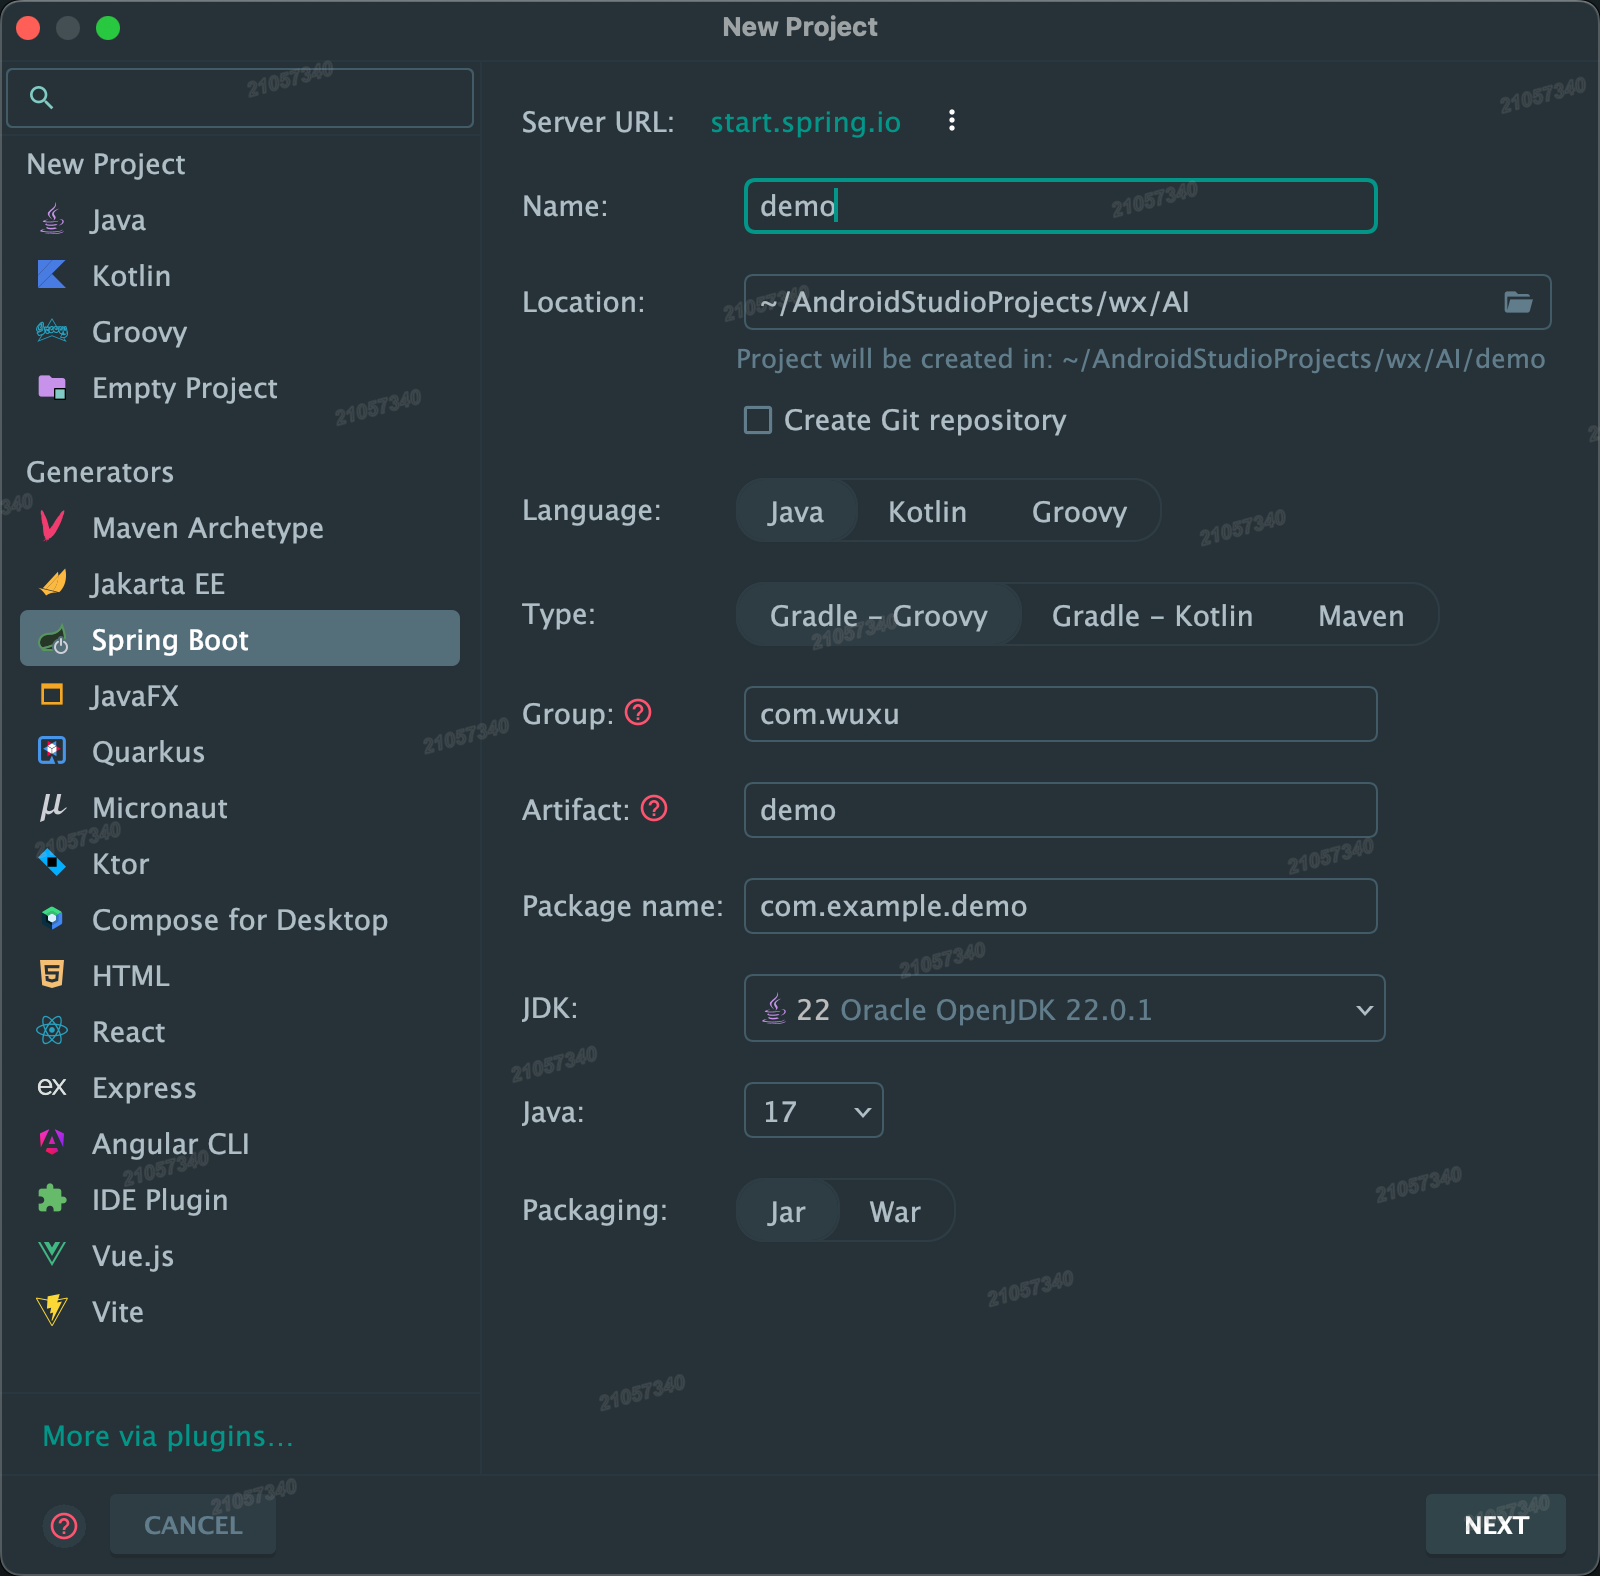 New Project
Server URL: start.spring.io
New Project
Java
Kotlin
Groovy
Empty Project
Generators
Maven Archetype
Jakarta EE
Spring Boot
JavaFX
Quarkus
Micronaut
Ktor
Compose for Desktop
HTML
React
Express
Angular CLI
IDE Plugin
Vue.js
Vite
More via plugins...
Name: demo
Location: ~/AndroidStudioProjects/wx/AI
Project will be created in: ~/AndroidStudioProjects/wx/AI/demo
Create Git repository
Language: Java Kotlin Groovy
Type: Gradle – Groovy Gradle – Kotlin Maven
Group: com.wuxu
Artifact: demo
Package name: com.example.demo
JDK: 22 Oracle OpenJDK 22.0.1
Java: 17
Packaging: Jar War
CANCEL NEXT
21057340